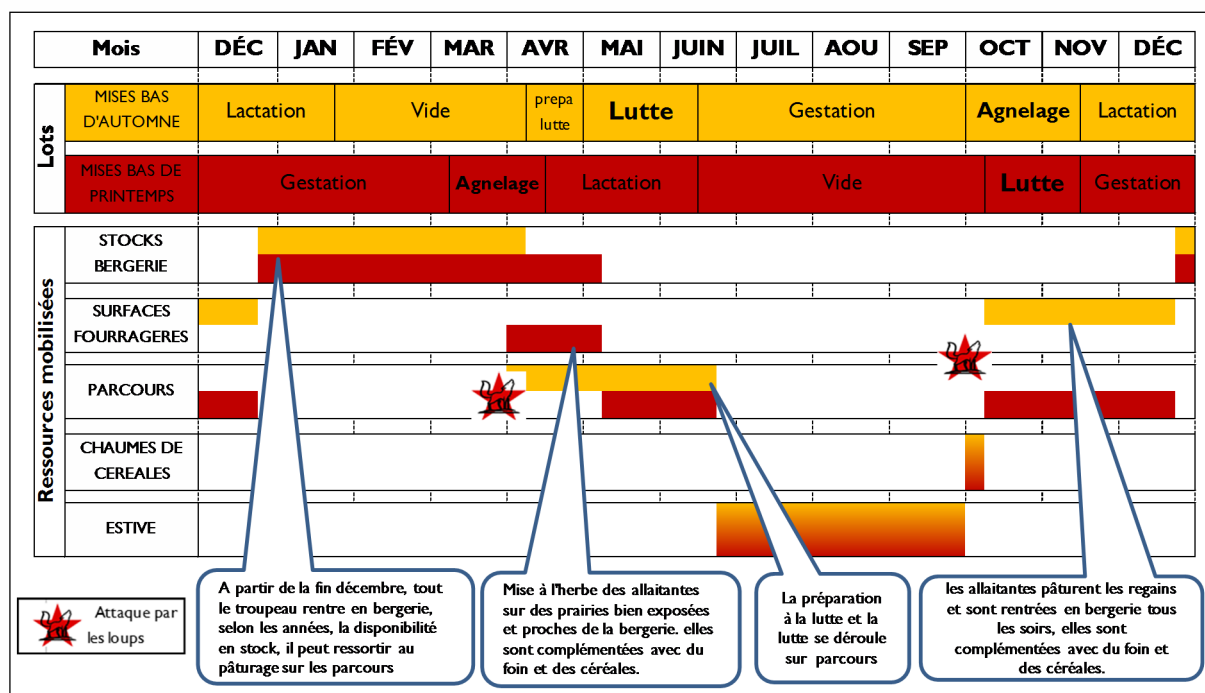 Mois DÉC JAN FÉV MAR AVR MAI JUIN JUIL AOU SEP OCT NOV DÉC
Lots
MISES BAS
D'AUTOMNE
Lactation Vide prepa
lutte Lutte Gestation Agnelage Lactation
MISES BAS DE
PRINTEMPS
Gestation Agnelage Lactation Vide Lutte Gestation
Ressources mobilisées
STOCKS
BERGERIE
SURFACES
FOURRAGERES
PARCOURS
CHAUMES DE
CEREALES
ESTIVE
Attaque par
les loups
A partir de la fin décembre, tout
le troupeau rentre en bergerie,
selon les années, la disponibilité
en stock, il peut ressortir au
pâturage sur les parcours
Mise à l'herbe des allaitantes
sur des prairies bien exposées
et proches de la bergerie. elles
sont complémentées avec du
foin et des céréales.
La préparation
à la lutte et la
lutte se déroule
sur parcours
les allaitantes pâturent les regains
et sont rentrées en bergerie tous
les soirs, elles sont
complémentées avec du foin et
des céréales.